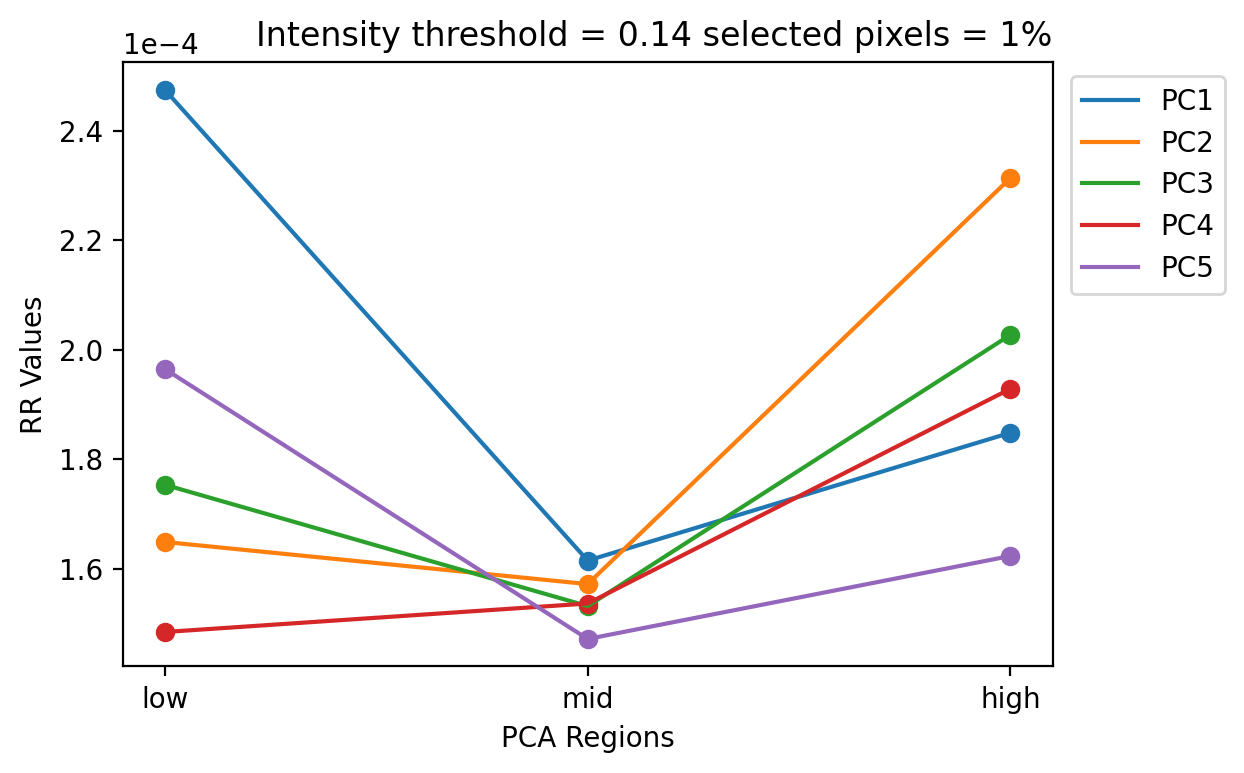 Intensity threshold = 0.14 selected pixels = 1%
1e−4
2.4
2.2
2.0
1.8
1.6
RR Values
low
mid
high
PCA Regions
PC1
PC2
PC3
PC4
PC5